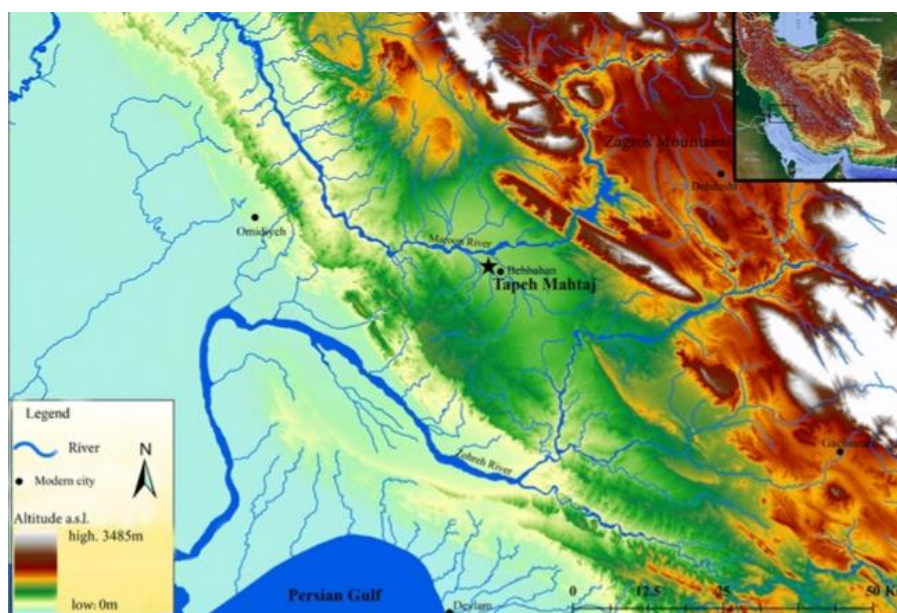 Zagros Mountains
Dehdasht
Omidiyeh
Maroon River
Behbahan
Tapeh Mahtaj
Legend
River
N
Modern city
Zohreh River
Gachsaran
Altitude a.s.l.
high. 3485m
low: 0m
Persian Gulf
Deylam
0 12.5 25 50 K